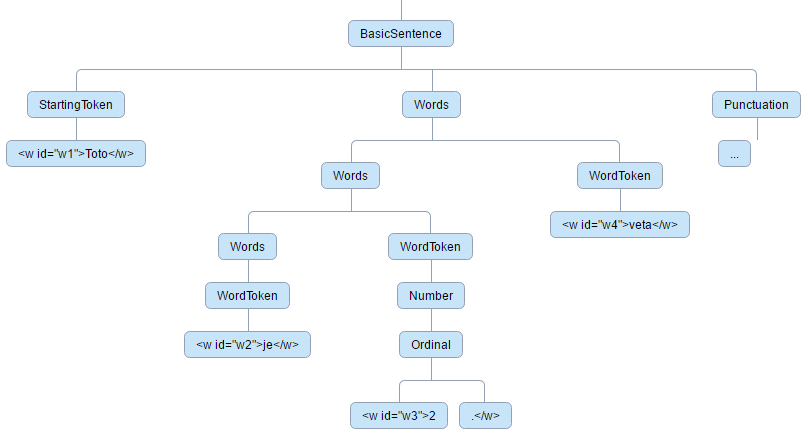 BasicSentence
StartingToken
Words
Punctuation
<w id="w1">Toto</w>
...
Words
WordToken
<w id="w4">veta</w>
Words
WordToken
WordToken
Number
<w id="w2">je</w>
Ordinal
<w id="w3">2
.</w>